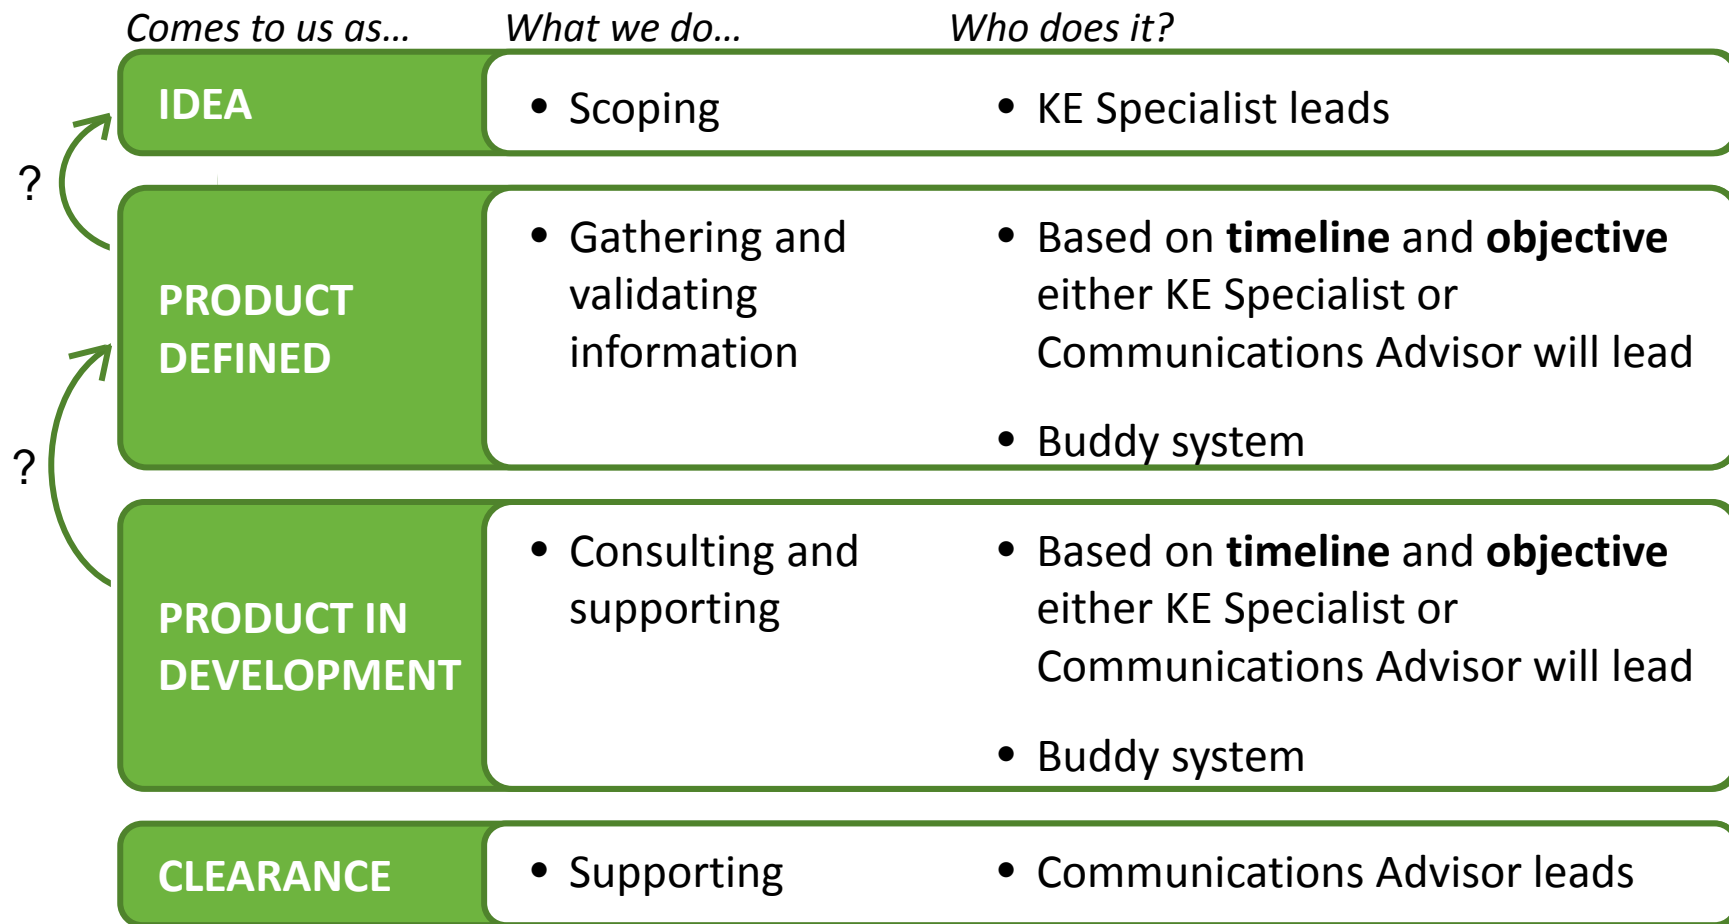 Comes to us as...
What we do...
Who does it?
IDEA
• Scoping
• KE Specialist leads
?
PRODUCT
DEFINED
• Gathering and
validating
information
• Based on timeline and objective
either KE Specialist or
Communications Advisor will lead
• Buddy system
?
PRODUCT IN
DEVELOPMENT
• Consulting and
supporting
• Based on timeline and objective
either KE Specialist or
Communications Advisor will lead
• Buddy system
CLEARANCE
• Supporting
• Communications Advisor leads